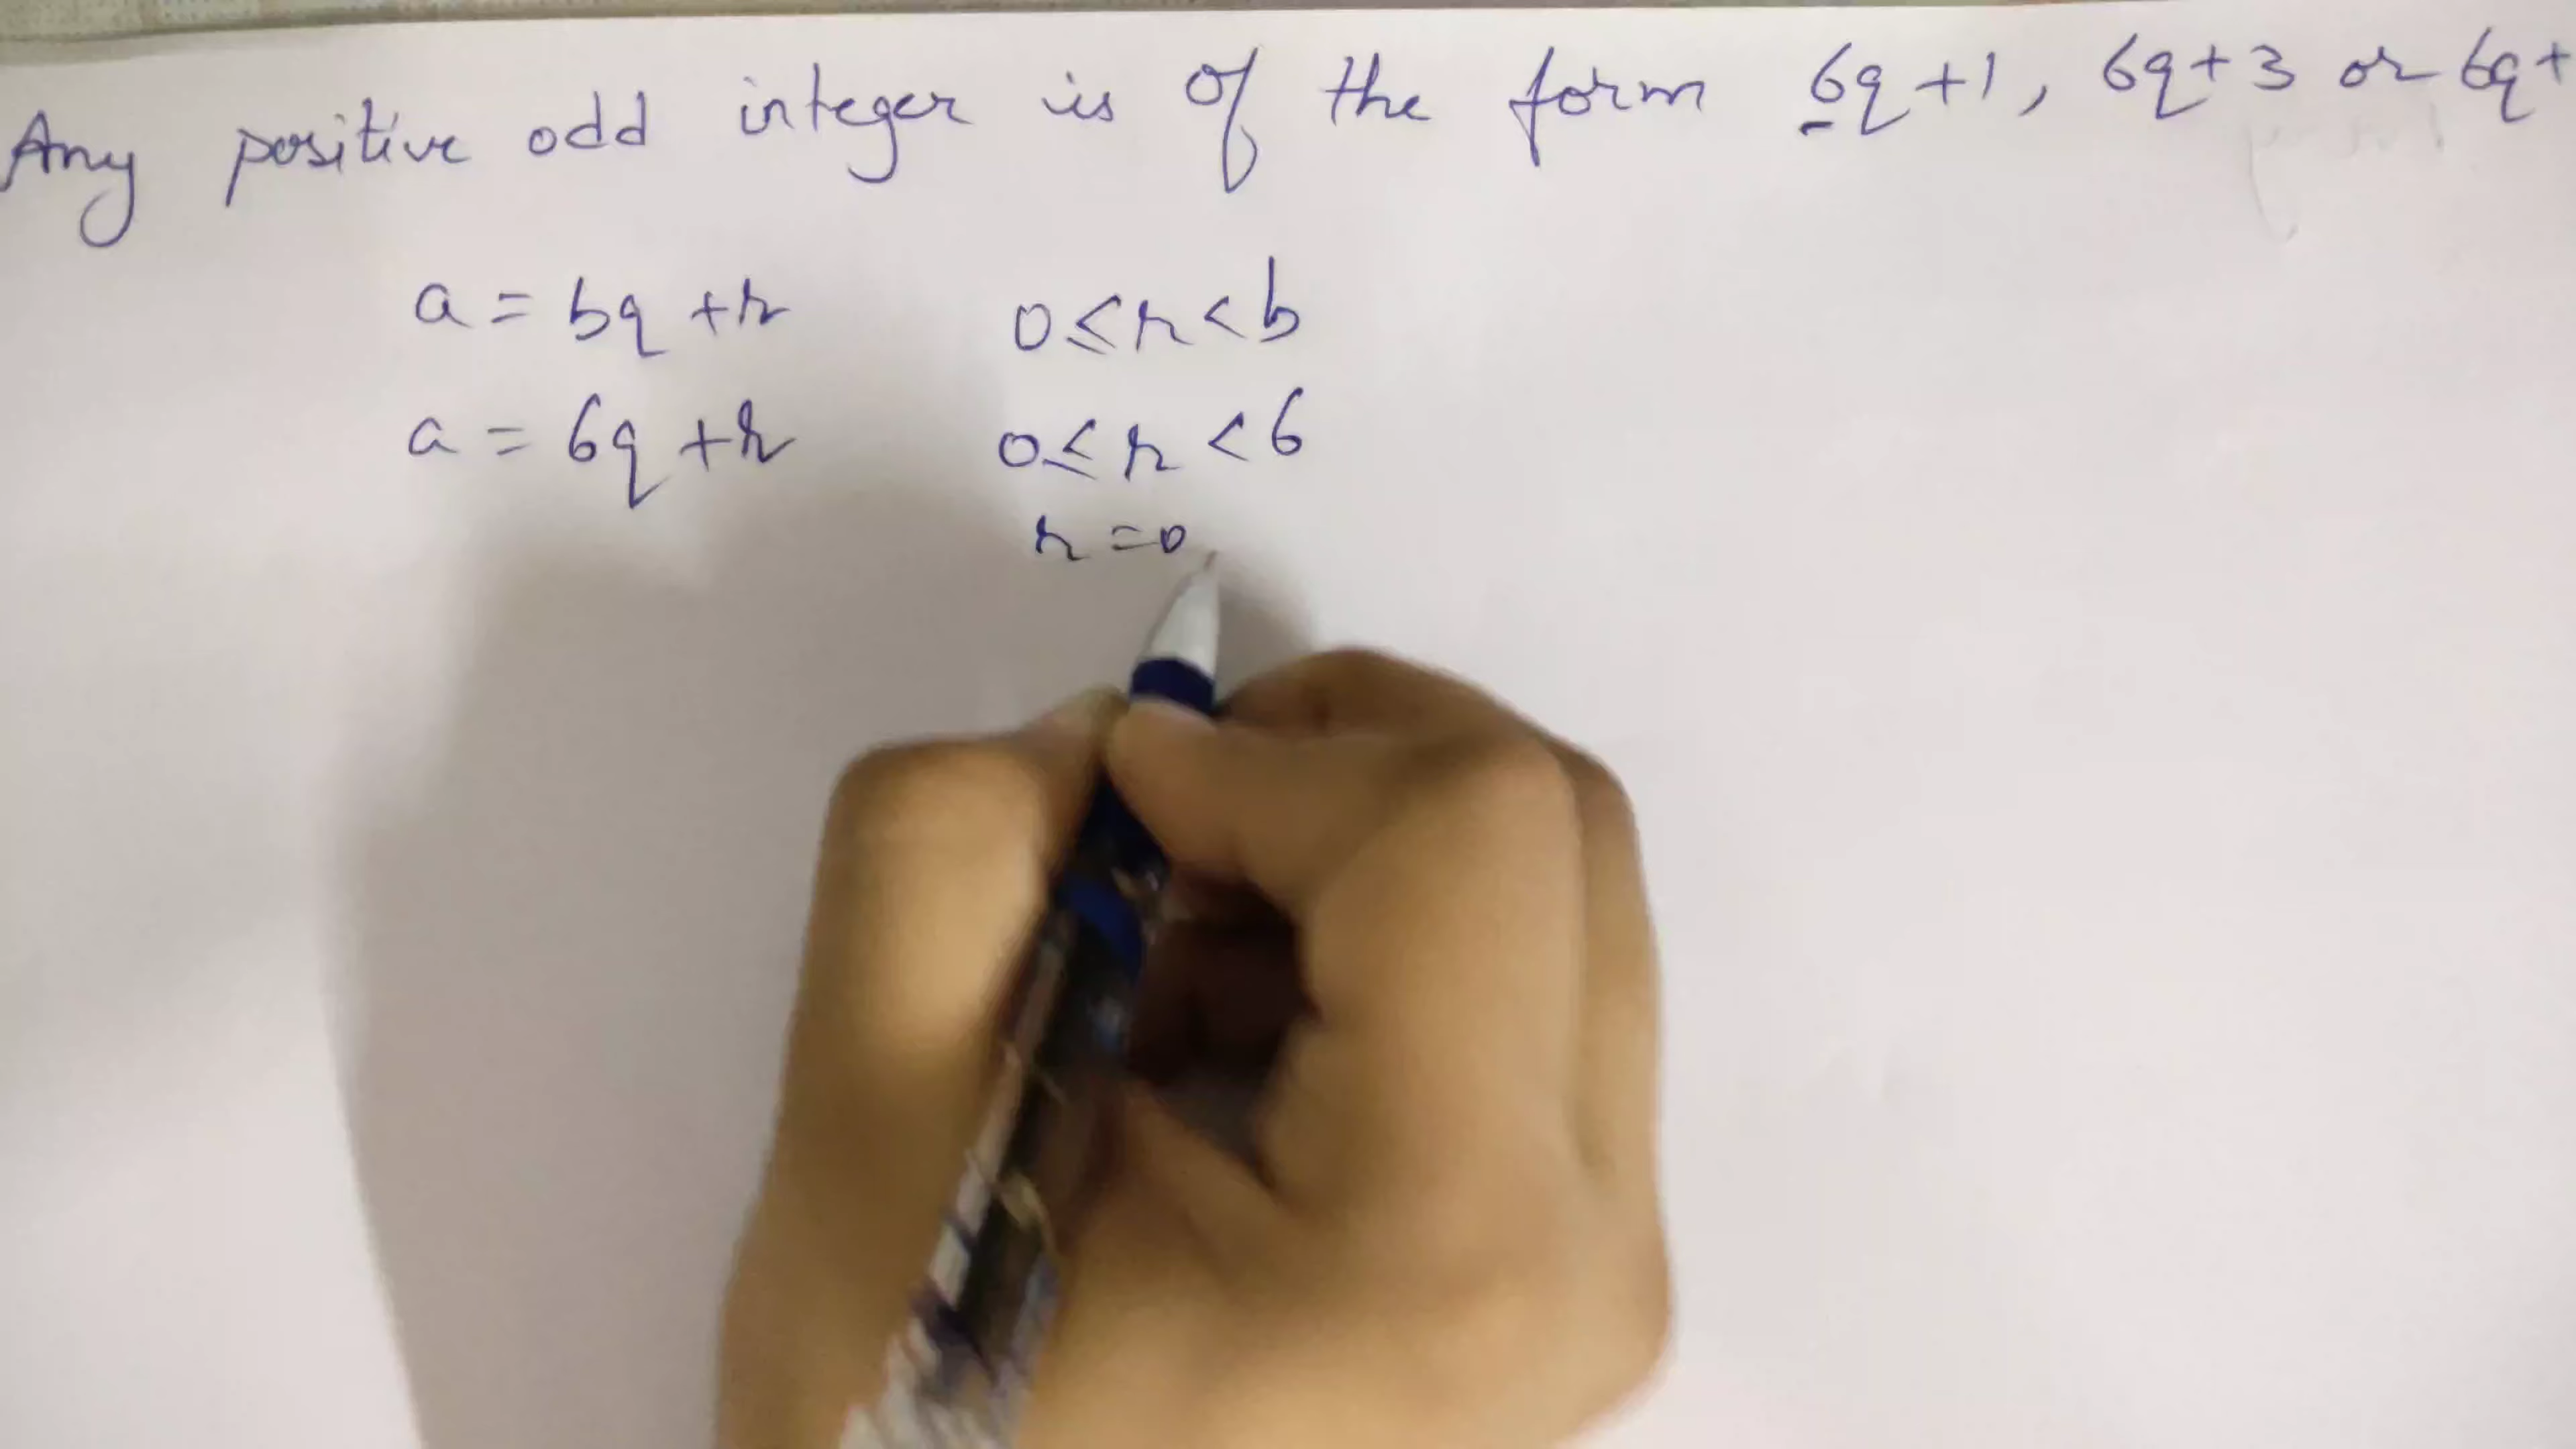 Any positive odd integer is of the form 6q +1, 6q+3 or 6q+
a = bq +r 0≤r<b
a = 6q +r 0≤r <6
r =0